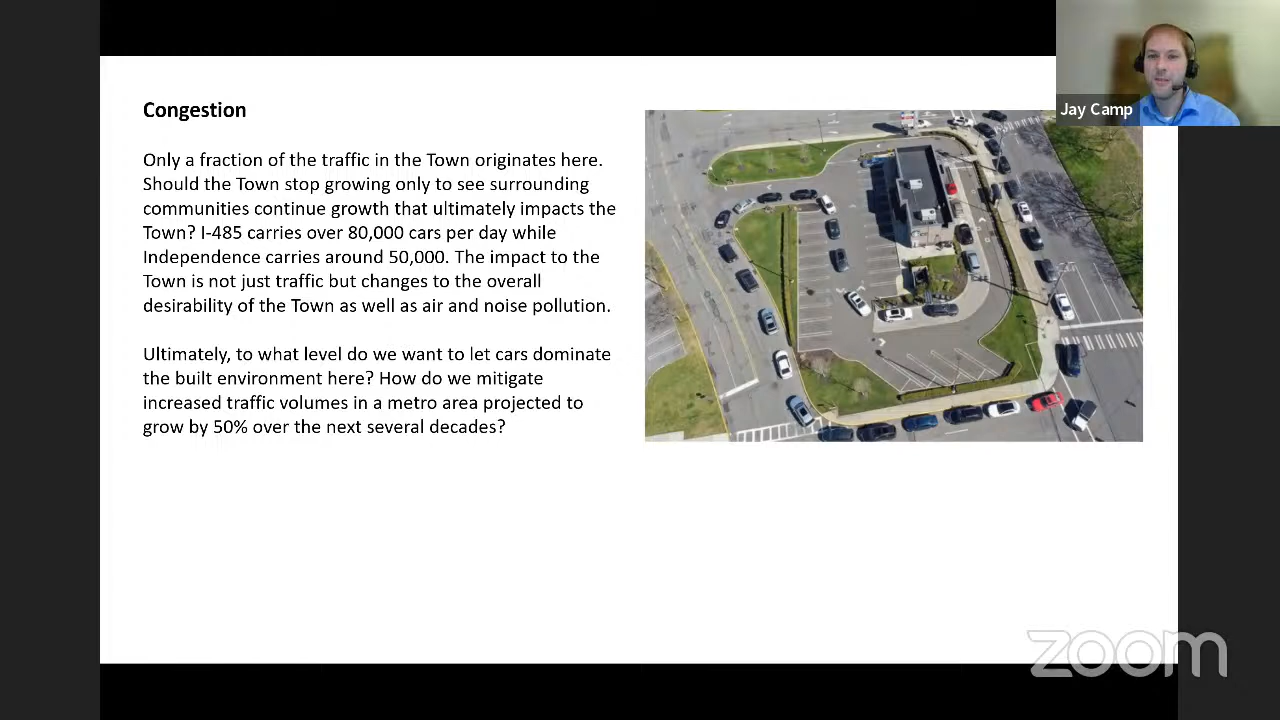 Congestion
Only a fraction of the traffic in the Town originates here.
Should the Town stop growing only to see surrounding
communities continue growth that ultimately impacts the
Town? I-485 carries over 80,000 cars per day while
Independence carries around 50,000. The impact to the
Town is not just traffic but changes to the overall
desirability of the Town as well as air and noise pollution.
Ultimately, to what level do we want to let cars dominate
the built environment here? How do we mitigate
increased traffic volumes in a metro area projected to
grow by 50% over the next several decades?
Jay Camp
zoom